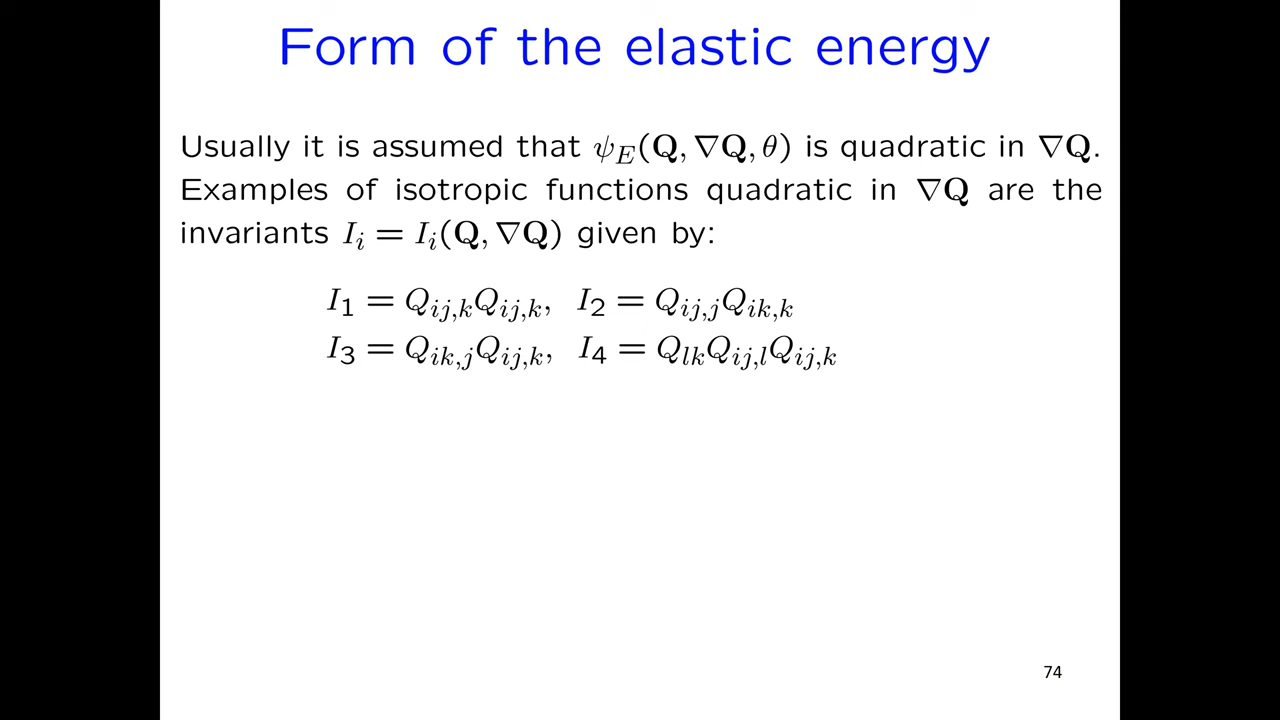 Form of the elastic energy
Usually it is assumed that ψ_E(Q, ∇Q, θ) is quadratic in ∇Q.
Examples of isotropic functions quadratic in ∇Q are the
invariants I_i = I_i(Q, ∇Q) given by:
I_1 = Q_{ij,k}Q_{ij,k}, I_2 = Q_{ij,j}Q_{ik,k}
I_3 = Q_{ik,j}Q_{ij,k}, I_4 = Q_{lk}Q_{ij,l}Q_{ij,k}
74